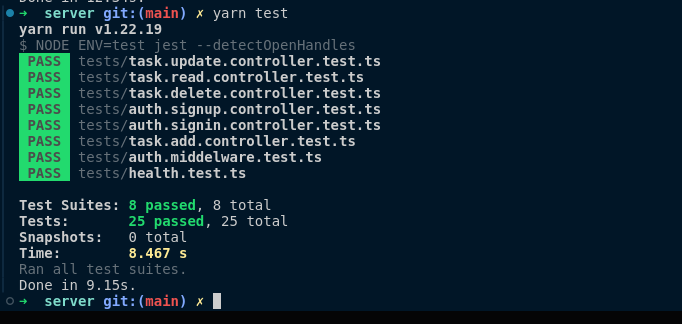 Done in 12.34s.
➜ server git:(main) ✗ yarn test
yarn run v1.22.19
$ NODE_ENV=test jest --detectOpenHandles
PASS tests/task.update.controller.test.ts
PASS tests/task.read.controller.test.ts
PASS tests/task.delete.controller.test.ts
PASS tests/auth.signup.controller.test.ts
PASS tests/auth.signin.controller.test.ts
PASS tests/task.add.controller.test.ts
PASS tests/auth.middelware.test.ts
PASS tests/health.test.ts
Test Suites: 8 passed, 8 total
Tests: 25 passed, 25 total
Snapshots: 0 total
Time: 8.467 s
Ran all test suites.
Done in 9.15s.
➜ server git:(main) ✗